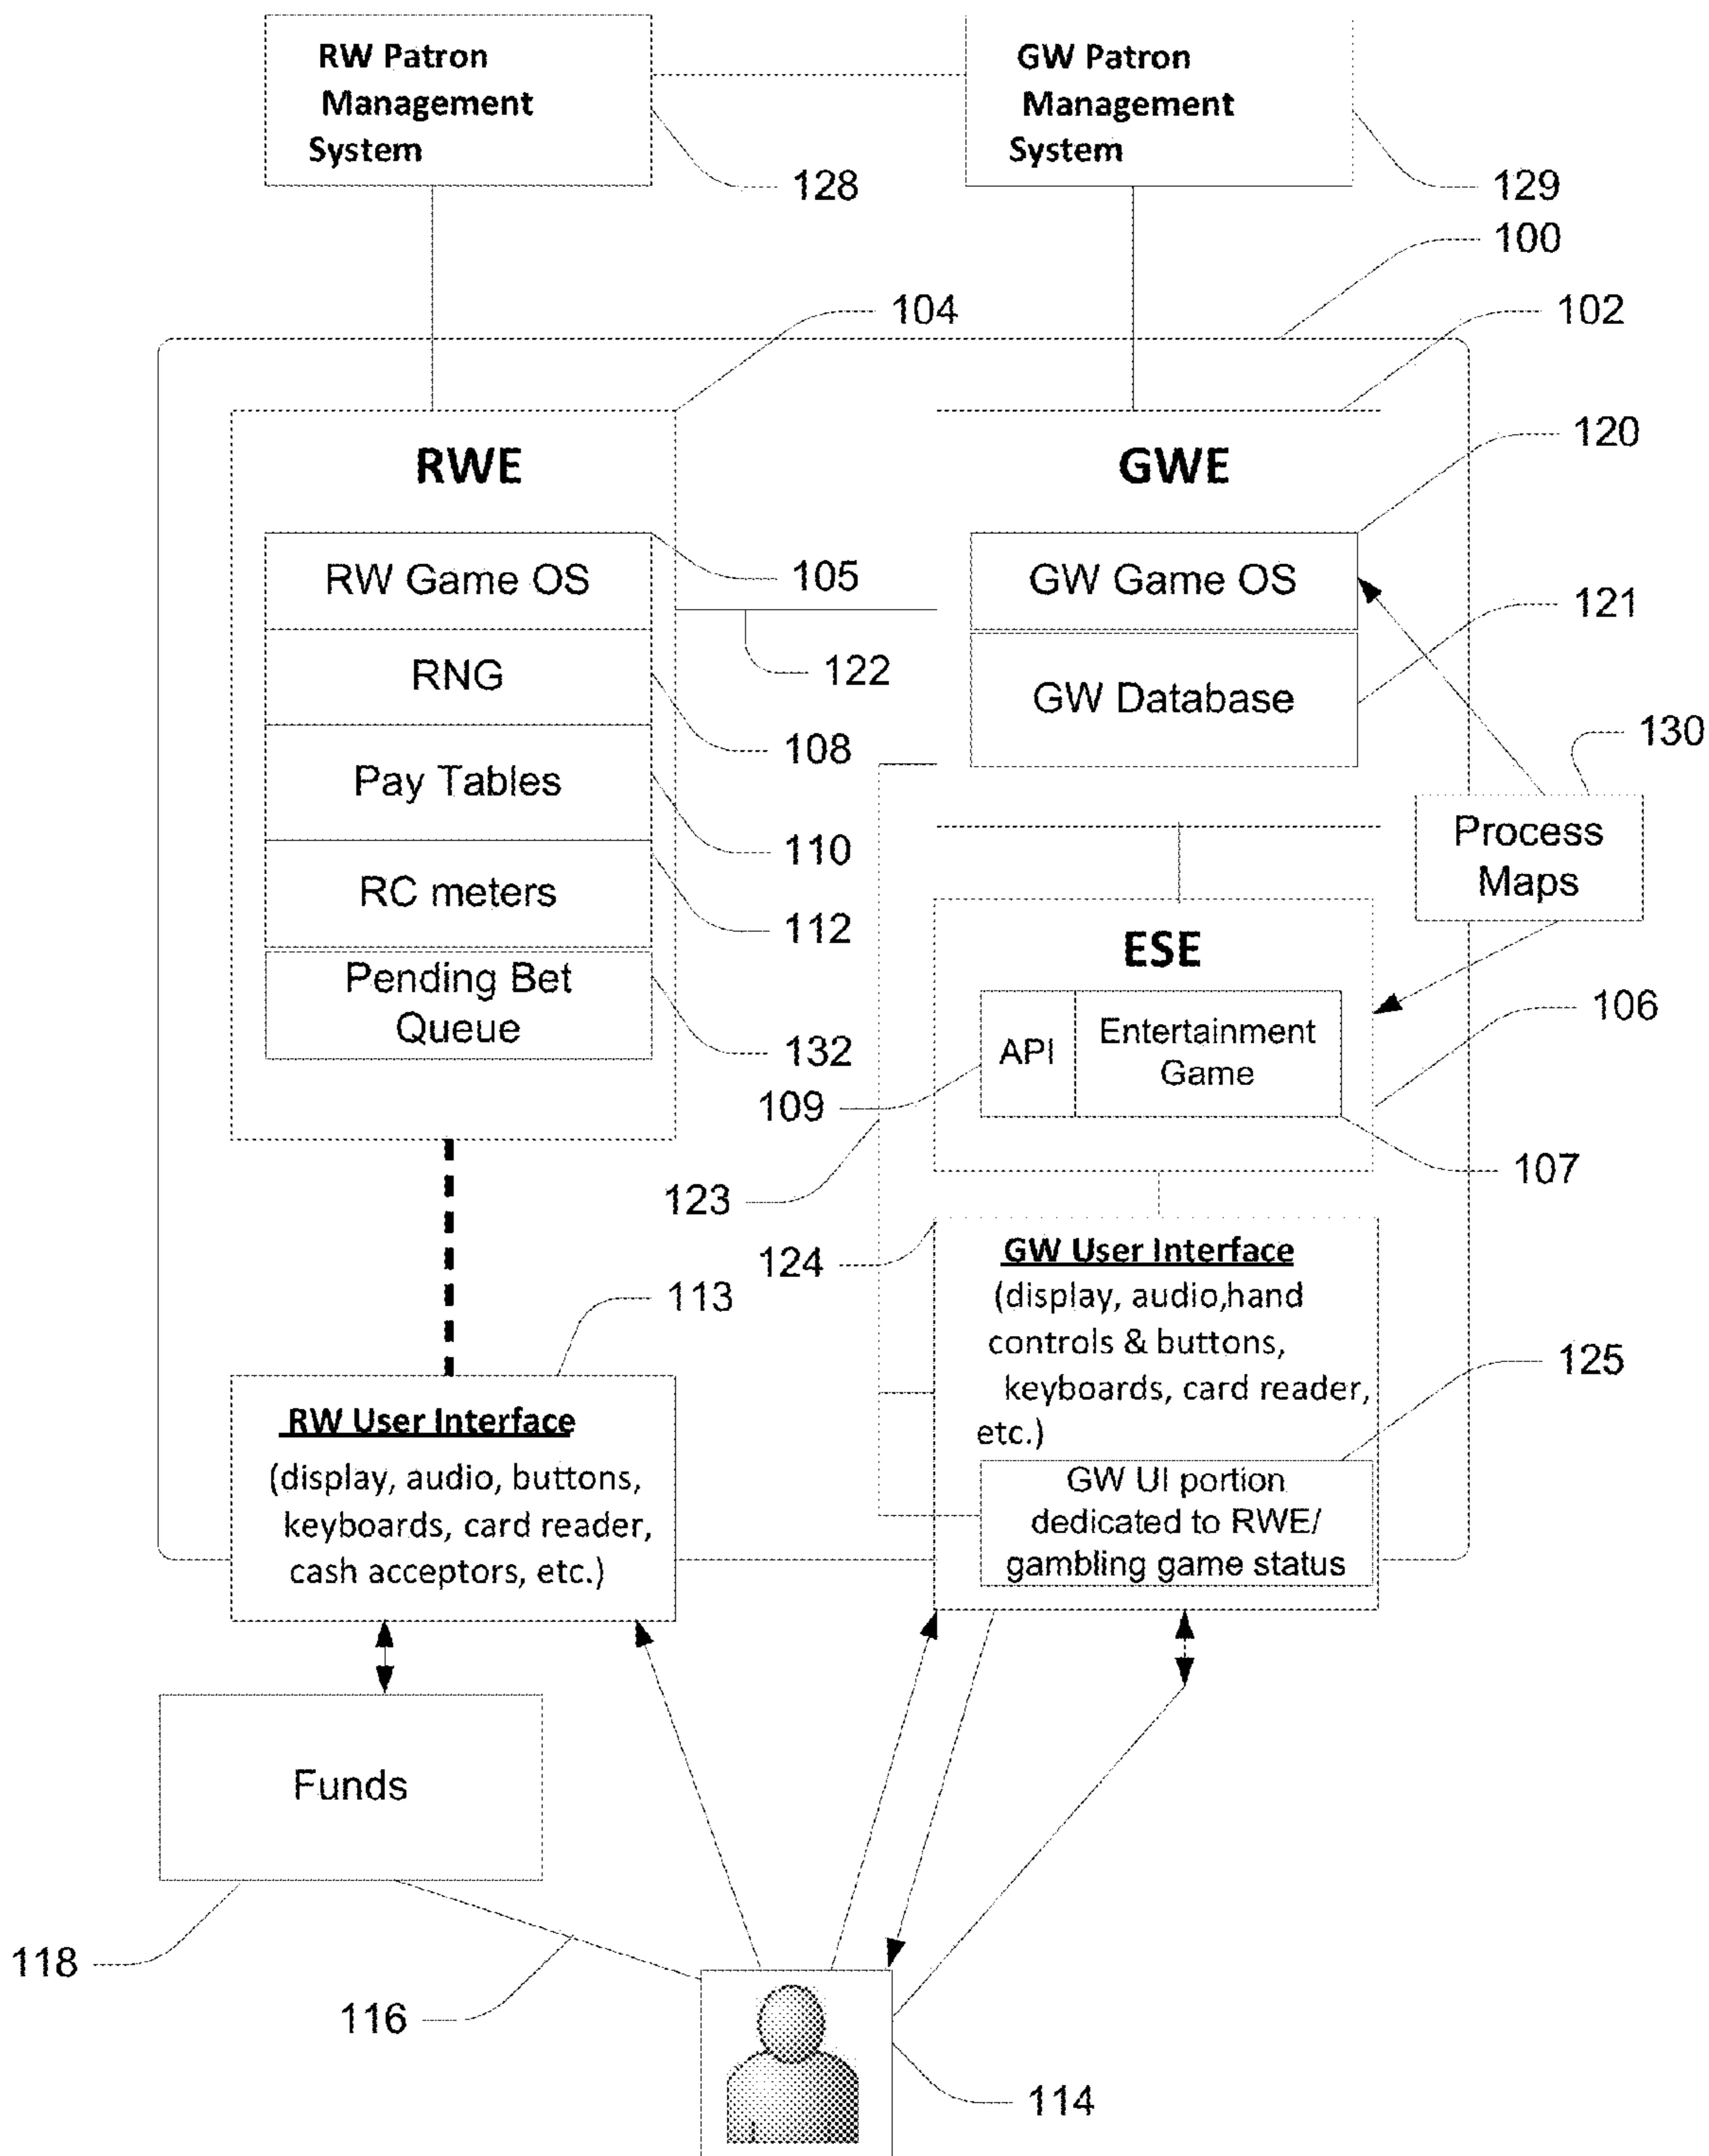 RW Patron
Management
System
128
GW Patron
Management
System
129
100
104
102
RWE
RW Game OS
105
RNG
108
Pay Tables
110
RC meters
112
Pending Bet
Queue
132
122
GWE
120
GW Game OS
121
GW Database
130
Process
Maps
ESE
API
Entertainment
Game
106
109
107
123
124
GW User Interface
(display, audio,hand
controls & buttons,
keyboards, card reader,
etc.)
125
GW UI portion
dedicated to RWE/
gambling game status
113
RW User Interface
(display, audio, buttons,
keyboards, card reader,
cash acceptors, etc.)
Funds
118
116
114